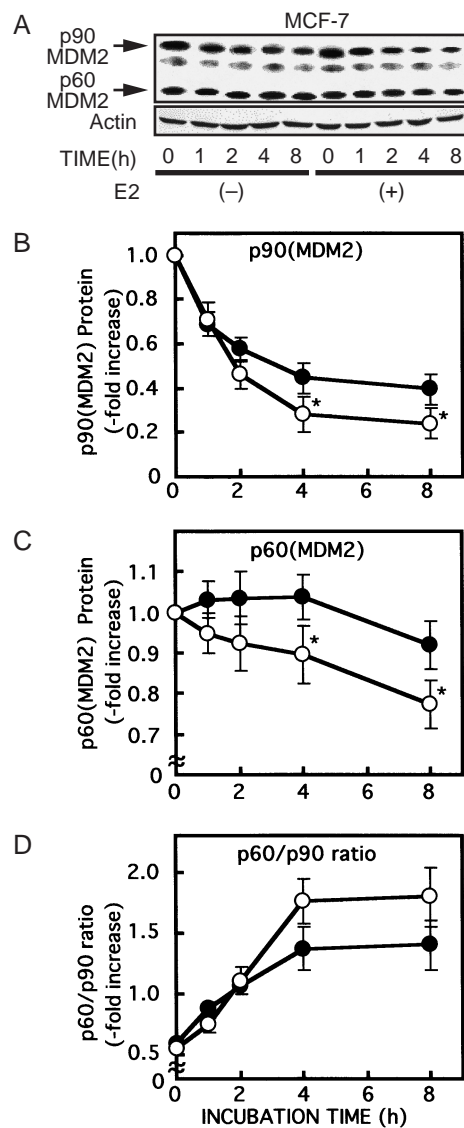 A
MCF-7
p90
MDM2
p60
MDM2
Actin
TIME(h) 0 1 2 4 8 0 1 2 4 8
E2 (–) (+)
B
p90(MDM2)
p90(MDM2) Protein
(-fold increase)
1.0
0.8
0.6
0.4
0.2
0
*
*
0 2 4 6 8
C
p60(MDM2)
p60(MDM2) Protein
(-fold increase)
1.1
1.0
0.9
0.8
0.7
0
*
*
0 2 4 6 8
D
p60/p90 ratio
p60/p90 ratio
(-fold increase)
2.0
1.5
1.0
0.5
0
0 2 4 6 8
INCUBATION TIME (h)